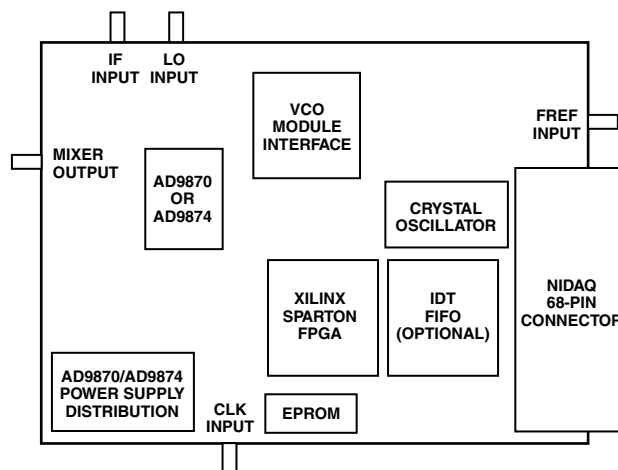 IF
INPUT
LO
INPUT
VCO
MODULE
INTERFACE
FREF
INPUT
MIXER
OUTPUT
AD9870
OR
AD9874
CRYSTAL
OSCILLATOR
XILINX
SPARTON
FPGA
IDT
FIFO
(OPTIONAL)
NIDAQ
68-PIN
CONNECTOR
AD9870/AD9874
POWER SUPPLY
DISTRIBUTION
CLK
INPUT
EPROM